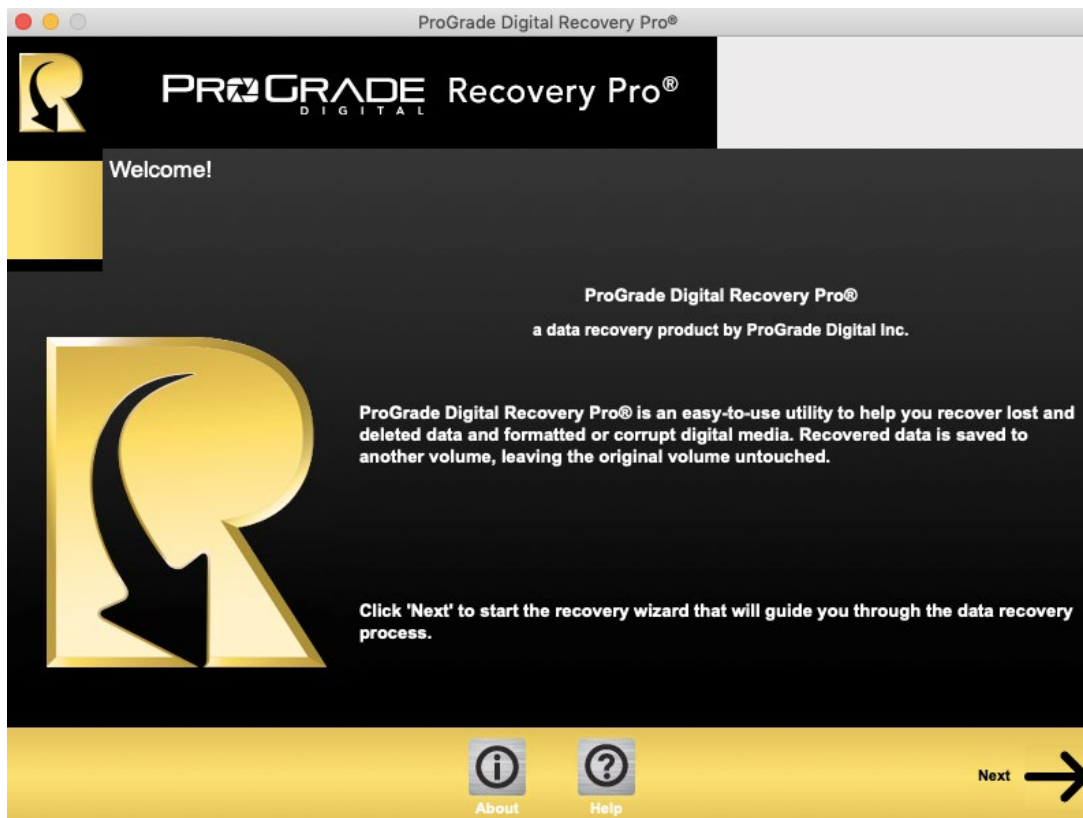 ProGrade Digital Recovery Pro®
PROGRADE Recovery Pro®
DIGITAL
Welcome!
ProGrade Digital Recovery Pro®
a data recovery product by ProGrade Digital Inc.
ProGrade Digital Recovery Pro® is an easy-to-use utility to help you recover lost and
deleted data and formatted or corrupt digital media. Recovered data is saved to
another volume, leaving the original volume untouched.
Click 'Next' to start the recovery wizard that will guide you through the data recovery
process.
About
Help
Next